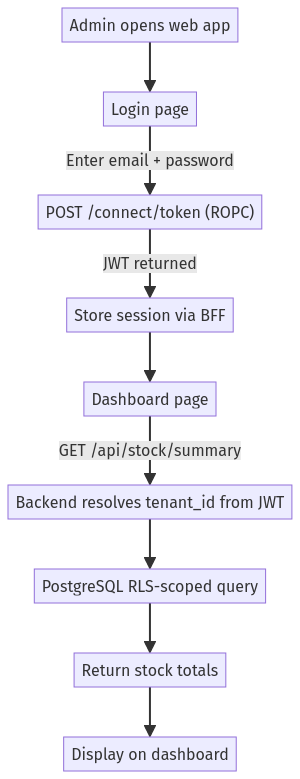 Admin opens web app
Login page
Enter email + password
POST /connect/token (ROPC)
JWT returned
Store session via BFF
Dashboard page
GET /api/stock/summary
Backend resolves tenant_id from JWT
PostgreSQL RLS-scoped query
Return stock totals
Display on dashboard